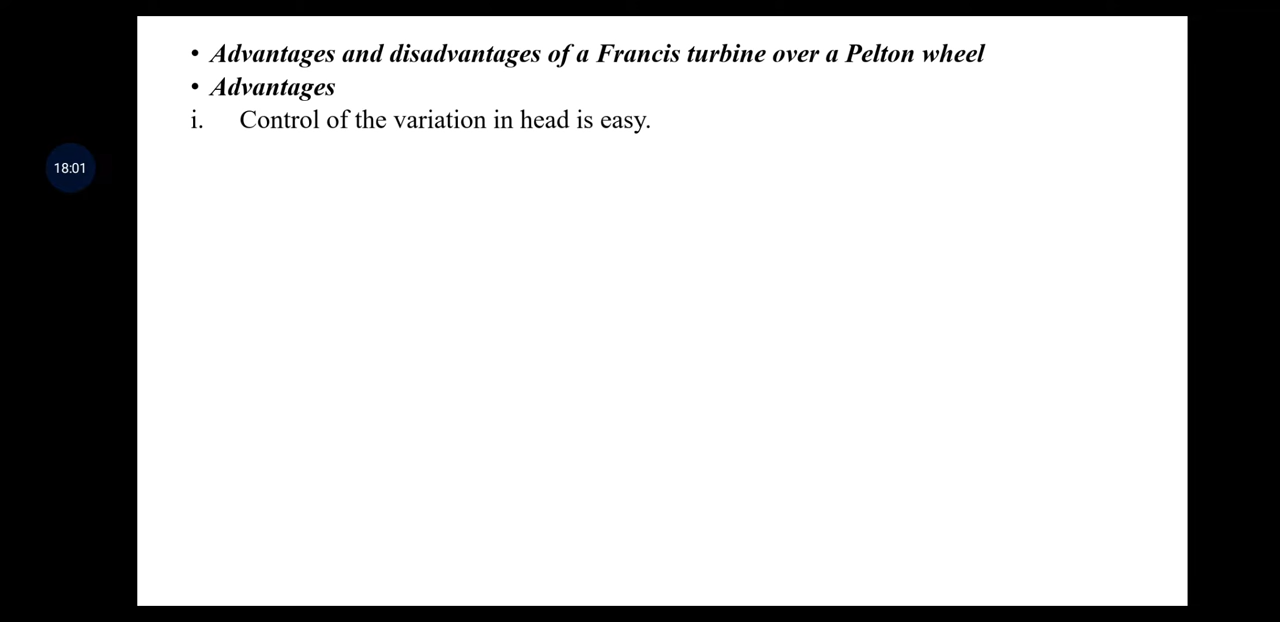 • Advantages and disadvantages of a Francis turbine over a Pelton wheel
• Advantages
i. Control of the variation in head is easy.
18:01